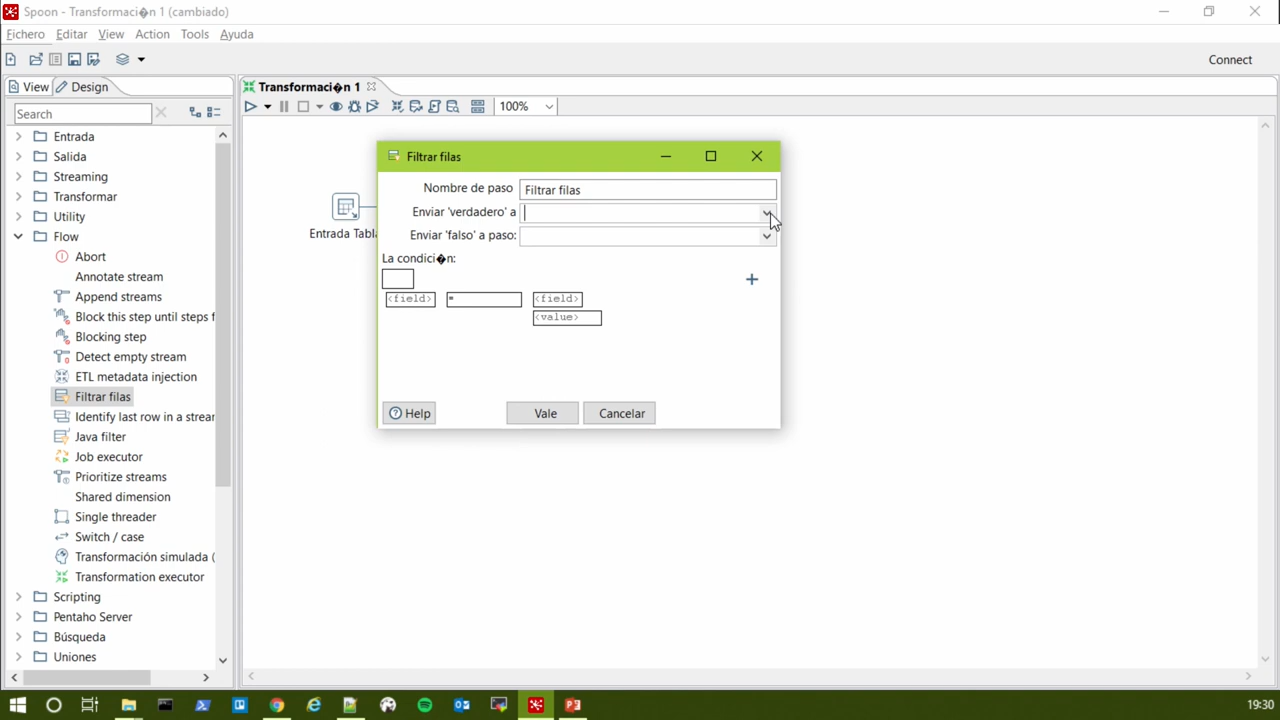 Spoon - Transformaci�n 1 (cambiado)
Fichero Editar View Action Tools Ayuda
Connect
View Design
Transformaci�n 1
Search
100%
Entrada
Salida
Streaming
Transformar
Utility
Flow
Abort
Annotate stream
Append streams
Block this step until steps f
Blocking step
Detect empty stream
ETL metadata injection
Filtrar filas
Identify last row in a strear
Java filter
Job executor
Prioritize streams
Shared dimension
Single threader
Switch / case
Transformación simulada (
Transformation executor
Scripting
Pentaho Server
Búsqueda
Uniones
Entrada Tabl
Filtrar filas
Nombre de paso Filtrar filas
Enviar 'verdadero' a
Enviar 'falso' a paso:
La condici�n:
<field> = <field>
<value>
Help Vale Cancelar
19:30